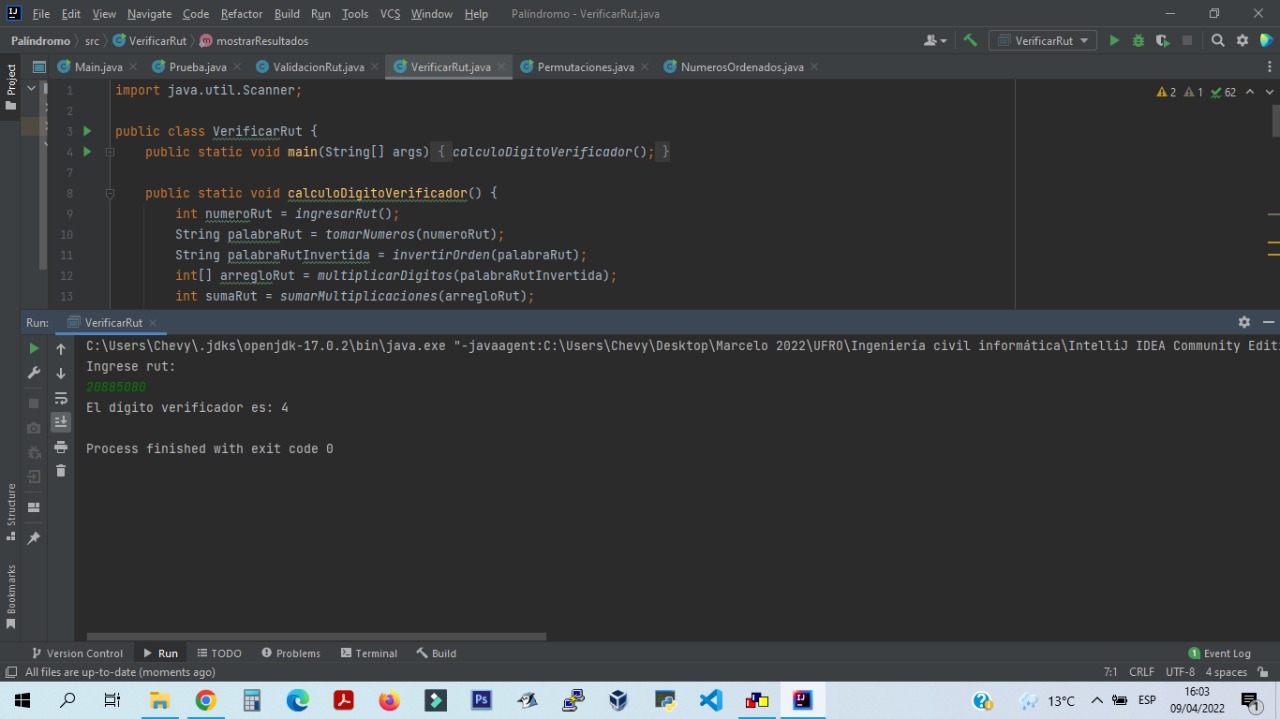 File Edit View Navigate Code Refactor Build Run Tools VCS Window Help Palíndromo - VerificarRut.java
Palíndromo src VerificarRut mostrarResultados VerificarRut
Project Main.java Prueba.java ValidacionRut.java VerificarRut.java Permutaciones.java NumerosOrdenados.java
1 import java.util.Scanner; 2 1 62
2
3 public class VerificarRut {
4 public static void main(String[] args) { calculoDigitoVerificador(); }
7
8 public static void calculoDigitoVerificador() {
9 int numeroRut = ingresarRut();
10 String palabraRut = tomarNumeros(numeroRut);
11 String palabraRutInvertida = invertirOrden(palabraRut);
12 int[] arregloRut = multiplicarDigitos(palabraRutInvertida);
13 int sumaRut = sumarMultiplicaciones(arregloRut);
Run: VerificarRut
C:\Users\Chevy\.jdks\openjdk-17.0.2\bin\java.exe "-javaagent:C:\Users\Chevy\Desktop\Marcelo 2022\UFRO\Ingeniería civil informática\IntelliJ IDEA Community Edit
Ingrese rut:
20885080
El dígito verificador es: 4
Process finished with exit code 0
Structure
Bookmarks
Version Control Run TODO Problems Terminal Build 1 Event Log
All files are up-to-date (moments ago) 7:1 CRLF UTF-8 4 spaces
13°C ESP 16:03
09/04/2022 1